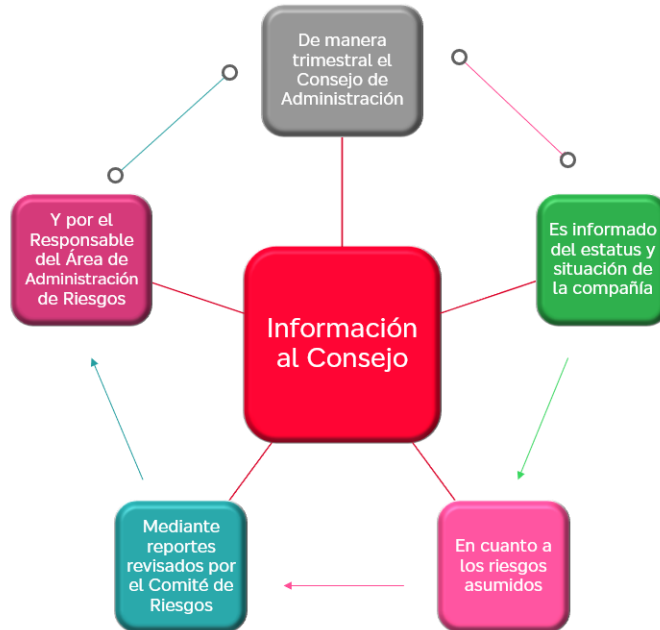 De manera
trimestral el
Consejo de
Administración
Es informado
del estatus y
situación de
la compañía
En cuanto a
los riesgos
asumidos
Mediante
reportes
revisados por
el Comité de
Riesgos
Y por el
Responsable
del Área de
Administración
de Riesgos
Información
al Consejo